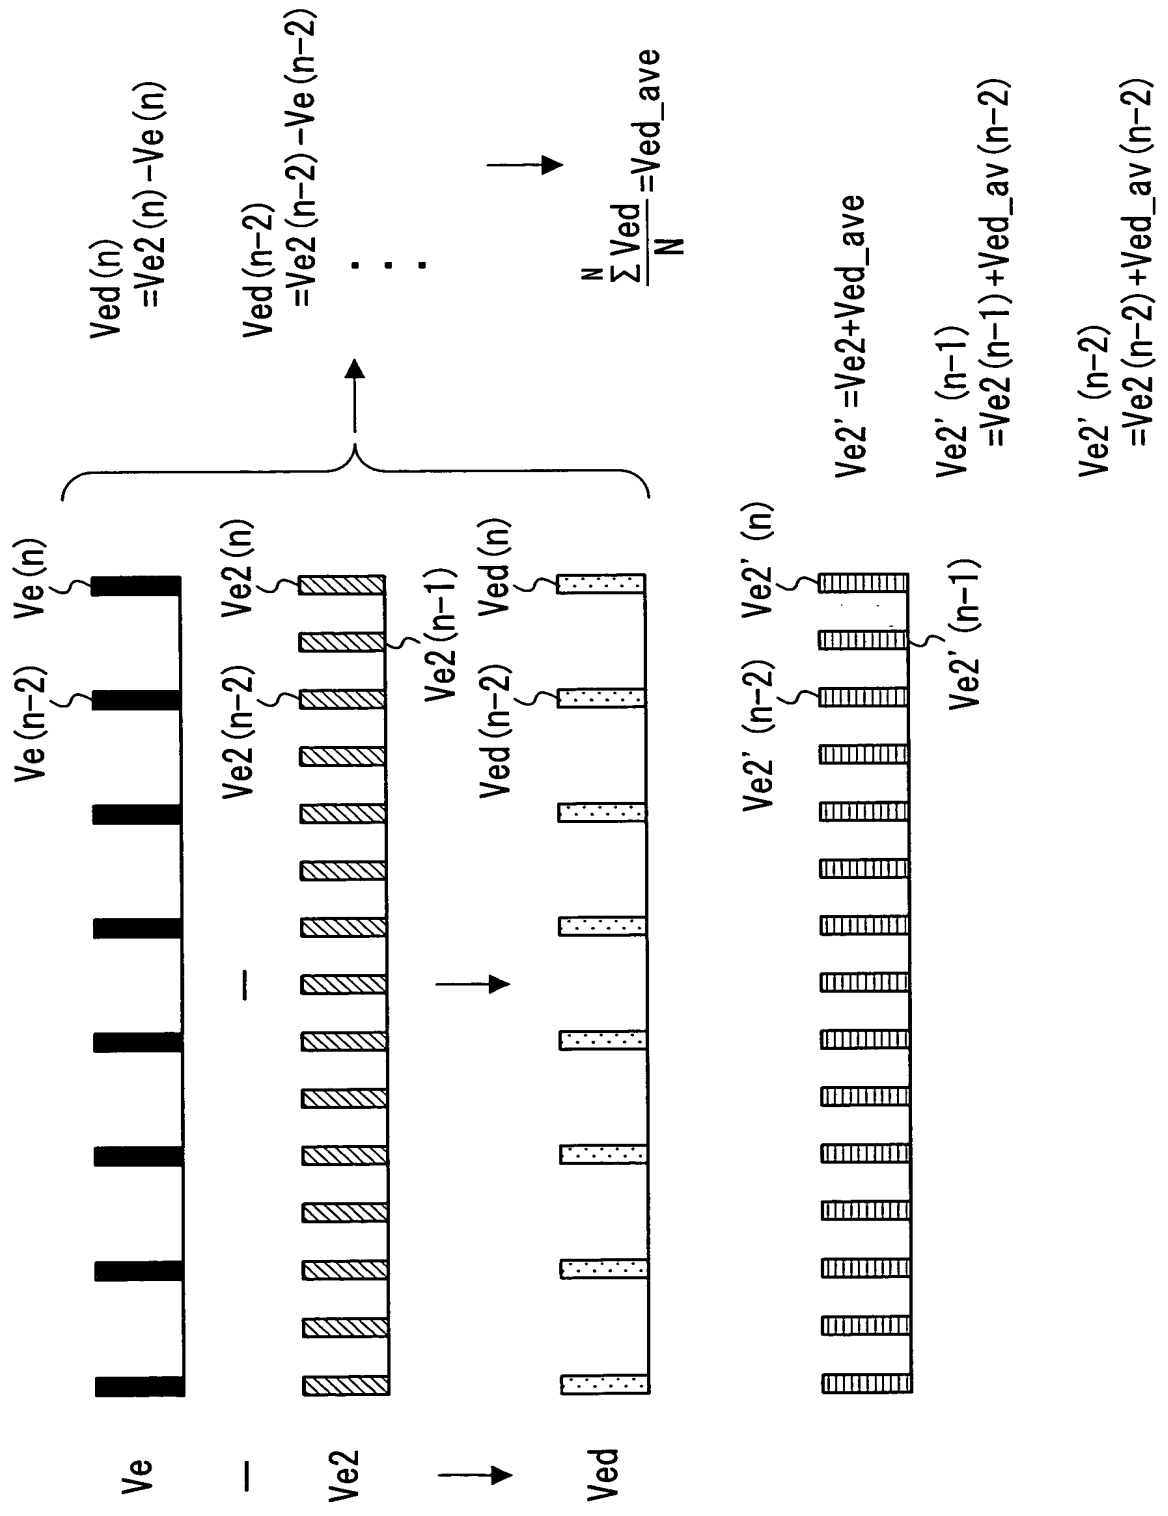 Ve
Ve(n-2)
Ve(n)
−
−
Ve2
Ve2(n-2)
Ve2(n)
Ve2(n-1)
Ved
Ved(n-2)
Ved(n)
Ved(n)
=Ve2(n)-Ve(n)
Ved(n-2)
=Ve2(n-2)-Ve(n-2)
...
N
Σ Ved
N
=Ved_ave
Ve2'(n-2)
Ve2'(n)
Ve2'(n-1)
Ve2'=Ve2+Ved_ave
Ve2'(n-1)
=Ve2(n-1)+Ved_av(n-2)
Ve2'(n-2)
=Ve2(n-2)+Ved_av(n-2)